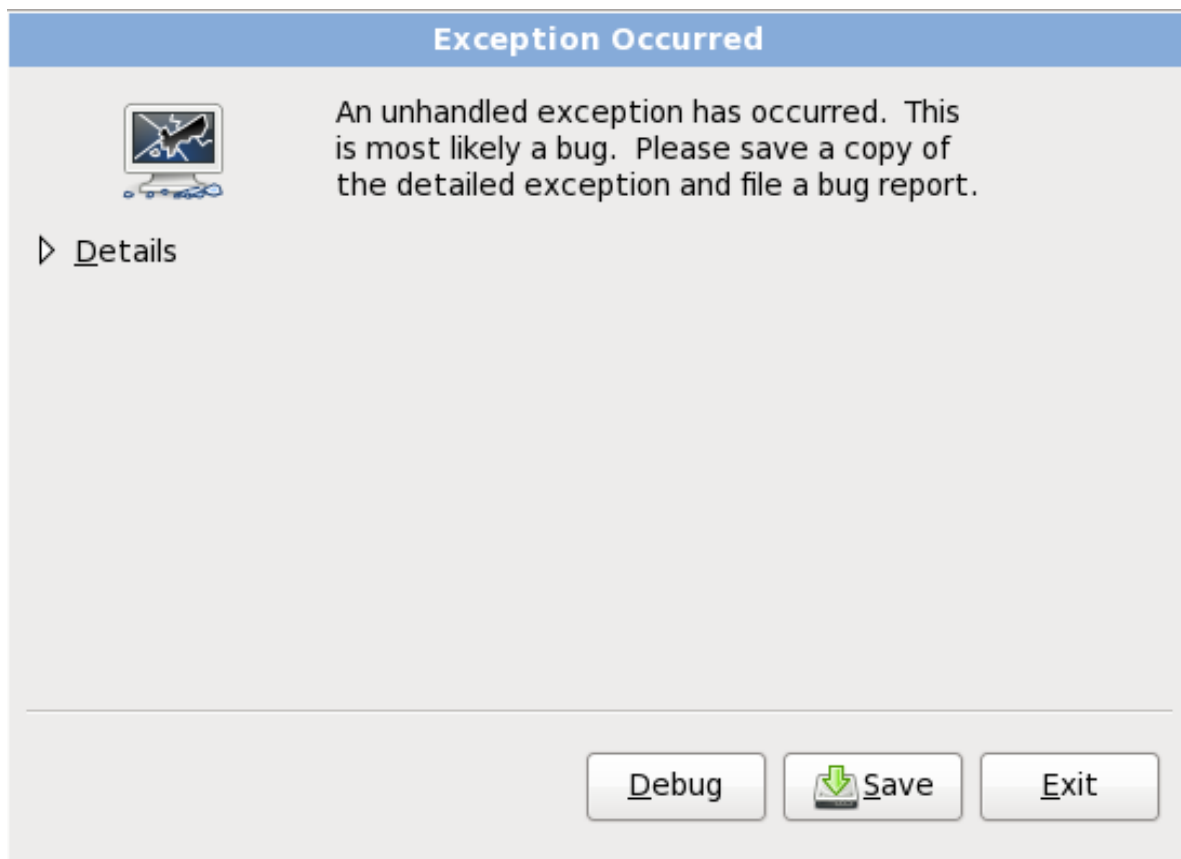 Exception Occurred
An unhandled exception has occurred.  This
is most likely a bug.  Please save a copy of
the detailed exception and file a bug report.
Details
Debug
Save
Exit